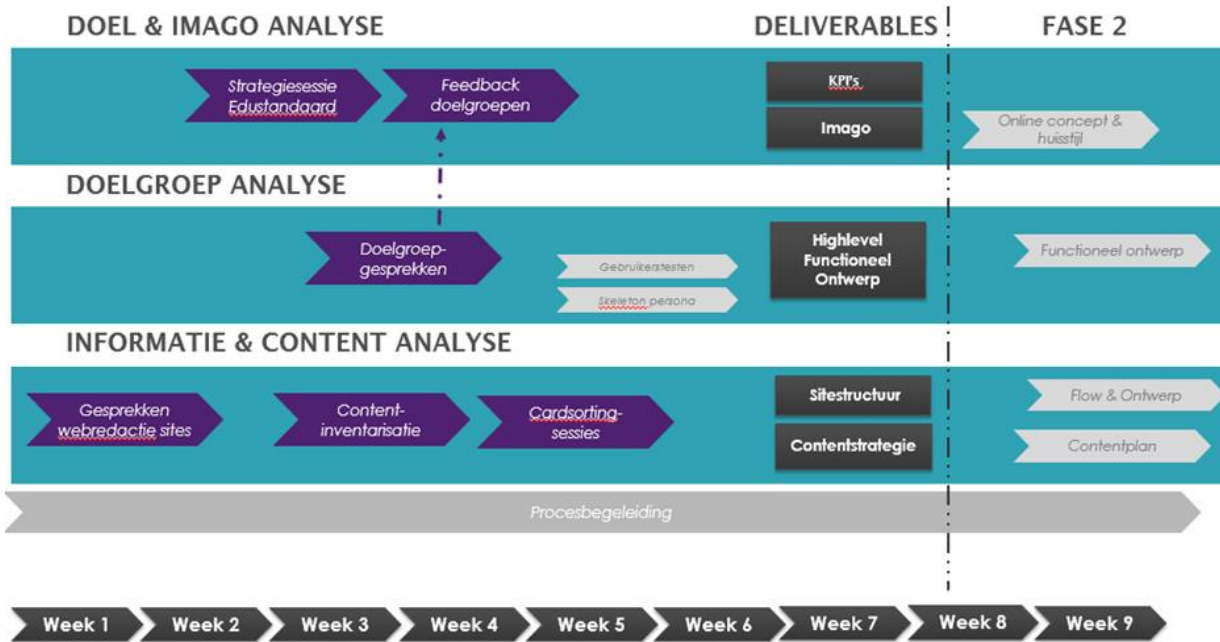 DOEL & IMAGO ANALYSE
DELIVERABLES
FASE 2
Strategiesessie
Edustandaard
Feedback
doelgroepen
KPI's
Imago
Online concept &
huisstijl
DOELGROEP ANALYSE
Doelgroep-
gesprekken
Gebruikerstesten
Skeleton persona
Highlevel
Functioneel
Ontwerp
Functioneel ontwerp
INFORMATIE & CONTENT ANALYSE
Gesprekken
webredactie sites
Content-
inventarisatie
Cardsorting-
sessies
Sitestructuur
Contentstrategie
Flow & Ontwerp
Contentplan
Procesbegeleiding
Week 1
Week 2
Week 3
Week 4
Week 5
Week 6
Week 7
Week 8
Week 9